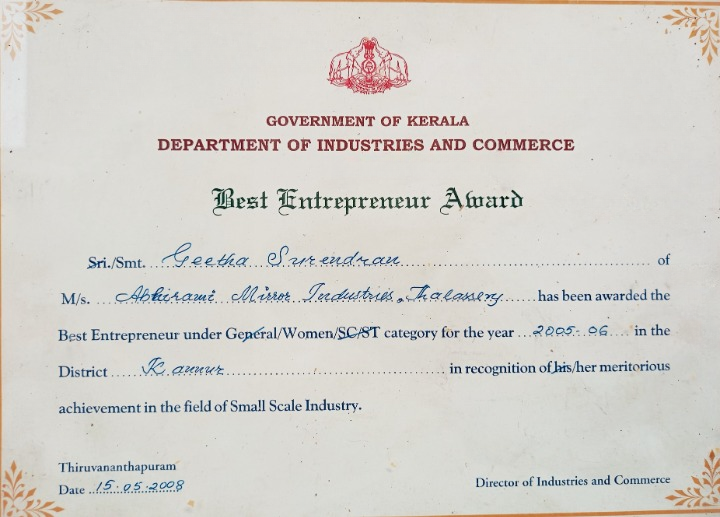 GOVERNMENT OF KERALA
DEPARTMENT OF INDUSTRIES AND COMMERCE
Best Entrepreneur Award
Sri./Smt. Geetha Surendran of
M/s. Abhirami Mirror Industries, Thalassery has been awarded the
Best Entrepreneur under General/Women/SC/ST category for the year 2005-06 in the
District Kannur in recognition of his/her meritorious
achievement in the field of Small Scale Industry.
Thiruvananthapuram
Date 15.05.2008
Director of Industries and Commerce